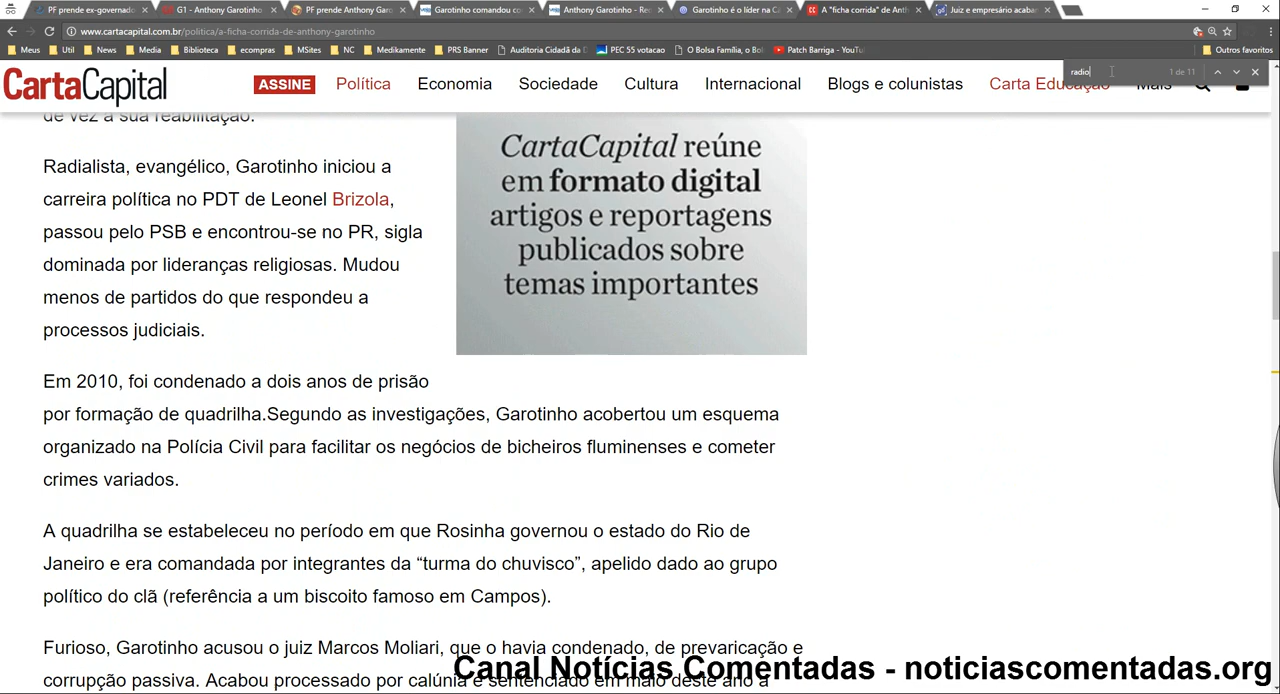 PF prende ex-governado
G1 - Anthony Garotinho
PF prende Anthony Garo
Garotinho comandou co
Anthony Garotinho - Re
Garotinho é o líder na C
A "ficha corrida" de Anth
Juiz e empresário acaba
www.cartacapital.com.br/politica/a-ficha-corrida-de-anthony-garotinho
Meus Util News Media Biblioteca ecompras MSites NC Medikamente PRS Banner Auditoria Cidadã da PEC 55 votacao O Bolsa Família, o Bol Patch Barriga - YouTu Outros favoritos
radio 1 de 11
CartaCapital
ASSINE Política Economia Sociedade Cultura Internacional Blogs e colunistas Carta Educação Mais
de vez a sua reabilitação.
Radialista, evangélico, Garotinho iniciou a
carreira política no PDT de Leonel Brizola,
passou pelo PSB e encontrou-se no PR, sigla
dominada por lideranças religiosas. Mudou
menos de partidos do que respondeu a
processos judiciais.
CartaCapital reúne
em formato digital
artigos e reportagens
publicados sobre
temas importantes
Em 2010, foi condenado a dois anos de prisão
por formação de quadrilha.Segundo as investigações, Garotinho acobertou um esquema
organizado na Polícia Civil para facilitar os negócios de bicheiros fluminenses e cometer
crimes variados.
A quadrilha se estabeleceu no período em que Rosinha governou o estado do Rio de
Janeiro e era comandada por integrantes da “turma do chuvisco”, apelido dado ao grupo
político do clã (referência a um biscoito famoso em Campos).
Furioso, Garotinho acusou o juiz Marcos Moliari, que o havia condenado, de prevaricação e
corrupção passiva. Acabou processado por calúnia e sentenciado em maio deste ano a
Canal Notícias Comentadas - noticiascomentadas.org